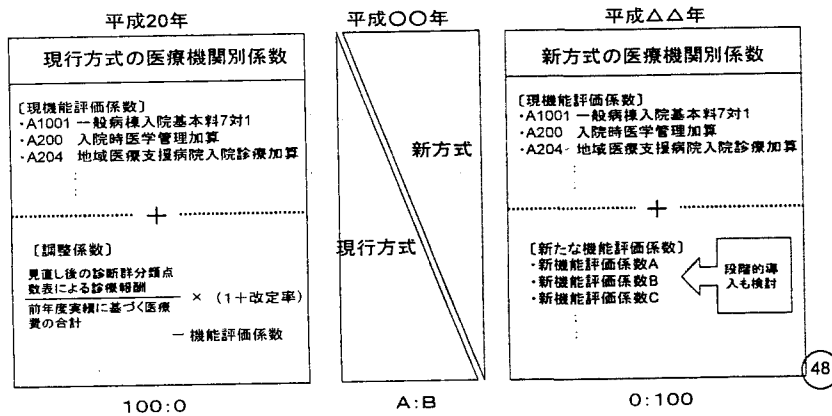 平成20年
現行方式の医療機関別係数
〔現機能評価係数〕
・A1001 一般病棟入院基本料7対1
・A200 入院時医学管理加算
・A204 地域医療支援病院入院診療加算
⋮
+
〔調整係数〕
見直し後の診断群分類点
数表による診療報酬
前年度実績に基づく医療
費の合計
× (1+改定率)
－機能評価係数
100:0
平成〇〇年
新方式
現行方式
A:B
平成△△年
新方式の医療機関別係数
〔現機能評価係数〕
・A1001 一般病棟入院基本料7対1
・A200 入院時医学管理加算
・A204 地域医療支援病院入院診療加算
⋮
+
〔新たな機能評価係数〕
・新機能評価係数A
・新機能評価係数B
・新機能評価係数C
⋮
段階的導
入も検討
0:100
48